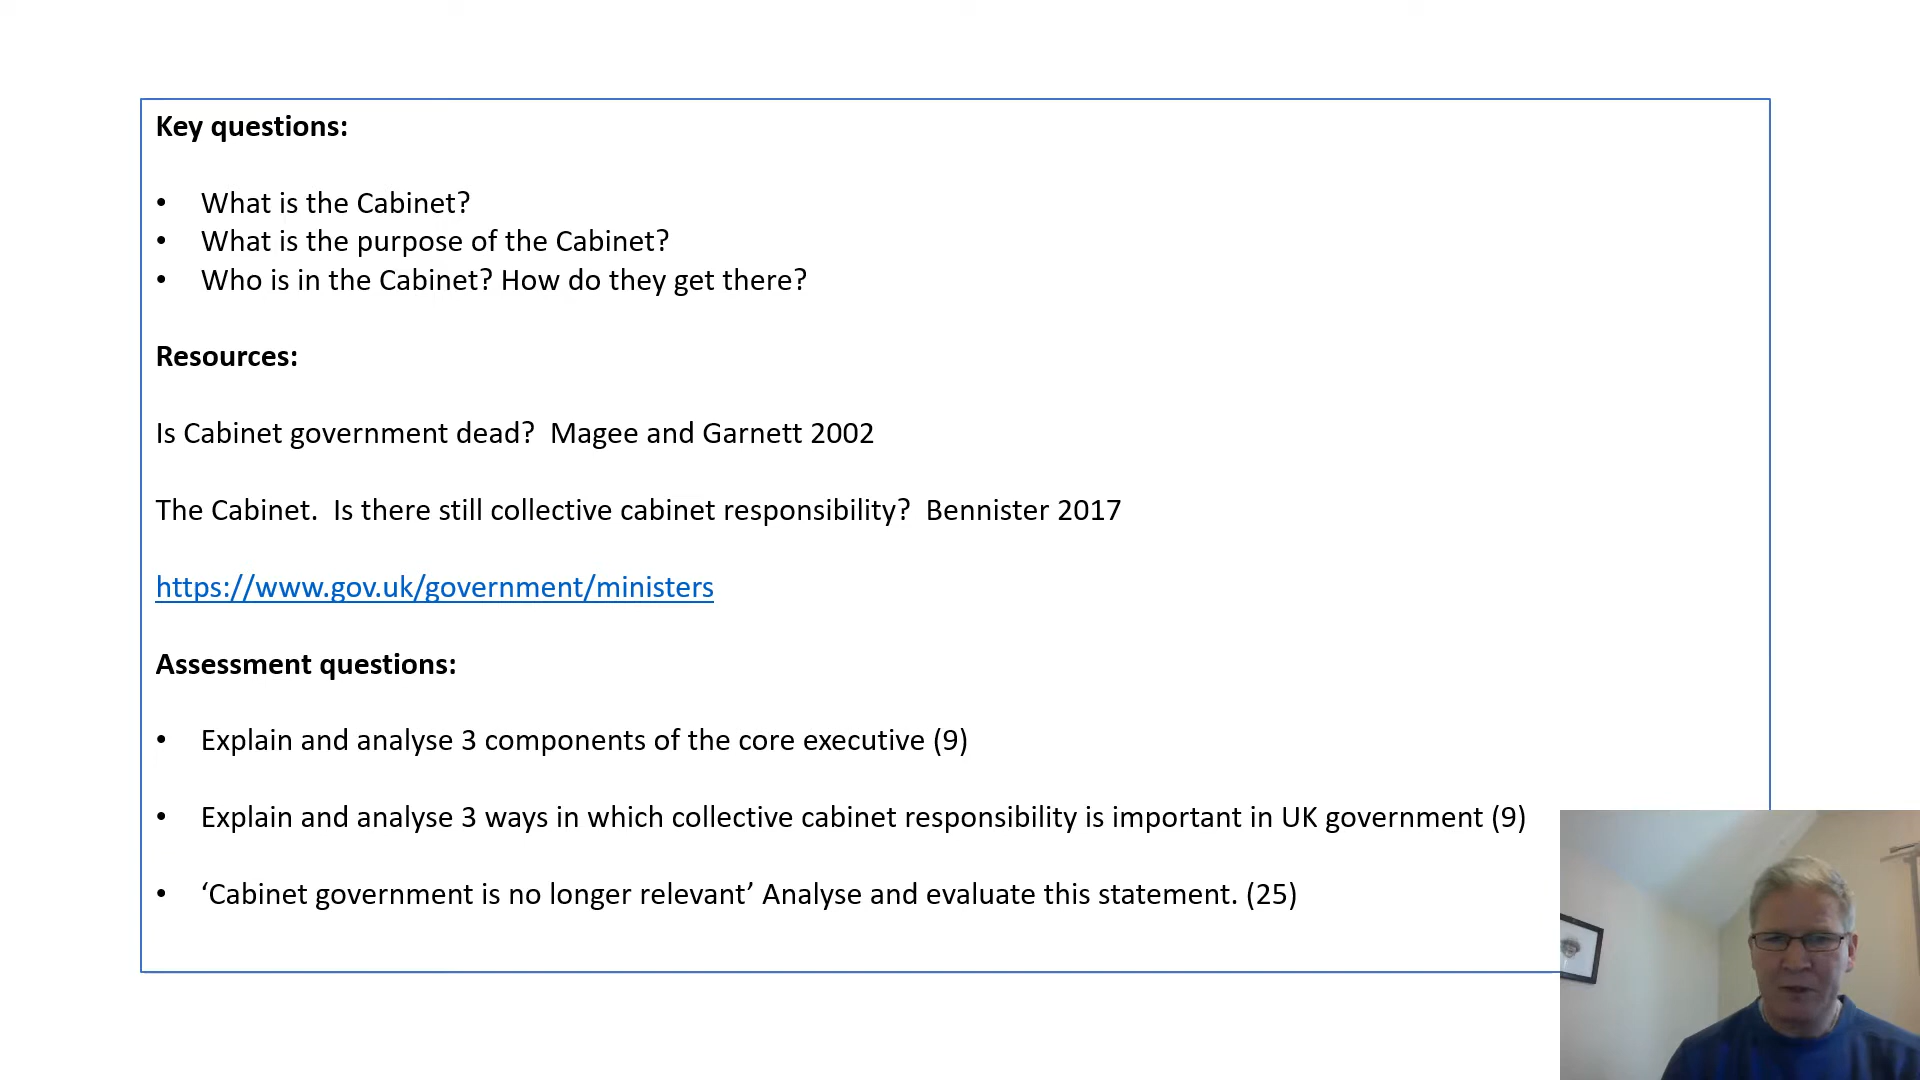 Key questions:
• What is the Cabinet?
• What is the purpose of the Cabinet?
• Who is in the Cabinet? How do they get there?
Resources:
Is Cabinet government dead?  Magee and Garnett 2002
The Cabinet.  Is there still collective cabinet responsibility?  Bennister 2017
https://www.gov.uk/government/ministers
Assessment questions:
• Explain and analyse 3 components of the core executive (9)
• Explain and analyse 3 ways in which collective cabinet responsibility is important in UK government (9)
• ‘Cabinet government is no longer relevant’ Analyse and evaluate this statement. (25)